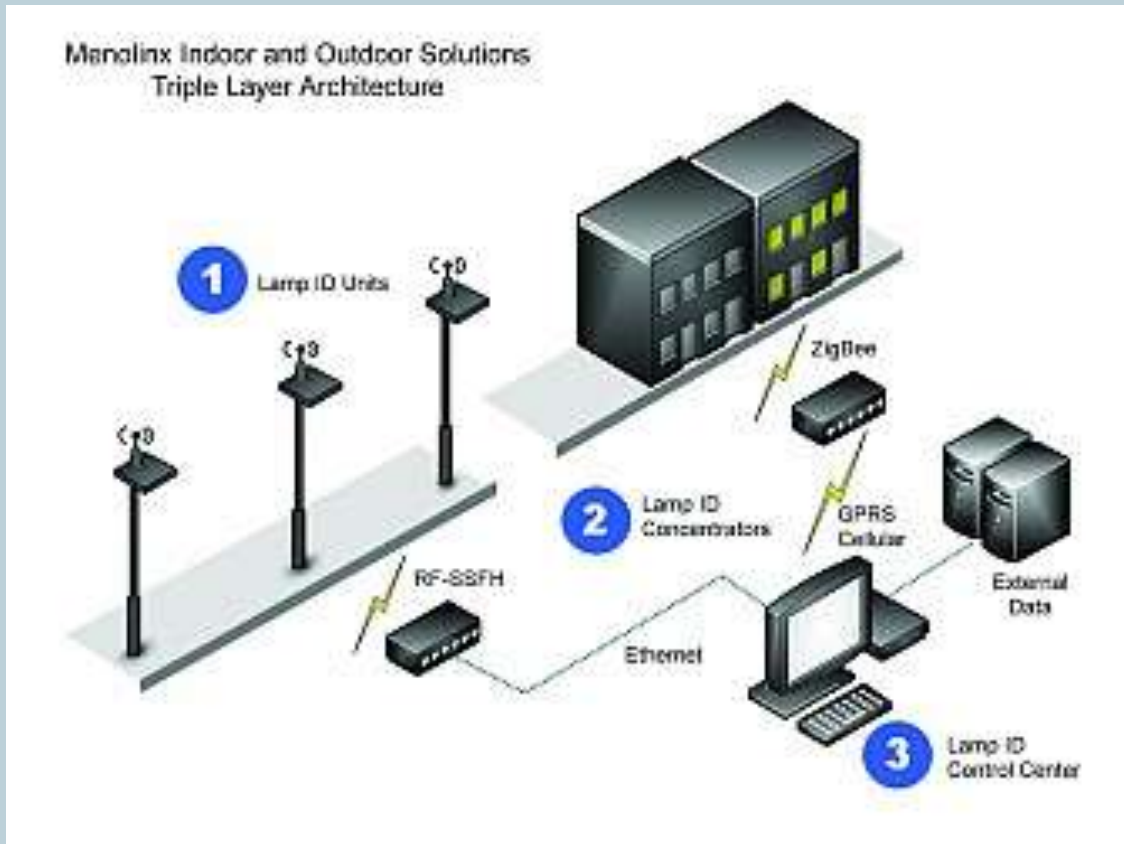 Menolinx Indoor and Outdoor Solutions
Triple Layer Architecture
1
Lamp ID Units
ZigBee
2
Lamp ID
Concentrators
GPRS
Cellular
External
Data
RF-SSFH
Ethernet
3
Lamp ID
Control Center